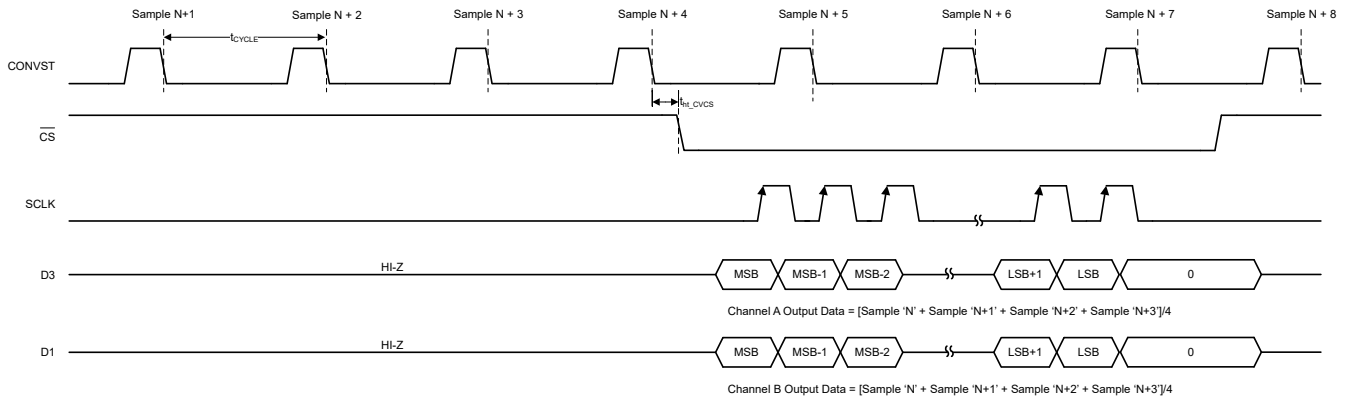 Sample N+1 Sample N + 2 Sample N + 3 Sample N + 4 Sample N + 5 Sample N + 6 Sample N + 7 Sample N + 8
tCYCLE
CONVST
tht_CVCS
CS
SCLK
HI-Z
D3 MSB MSB-1 MSB-2 LSB+1 LSB 0
Channel A Output Data = [Sample ‘N’ + Sample ‘N+1’ + Sample ‘N+2’ + Sample ‘N+3’]/4
HI-Z
D1 MSB MSB-1 MSB-2 LSB+1 LSB 0
Channel B Output Data = [Sample ‘N’ + Sample ‘N+1’ + Sample ‘N+2’ + Sample ‘N+3’]/4